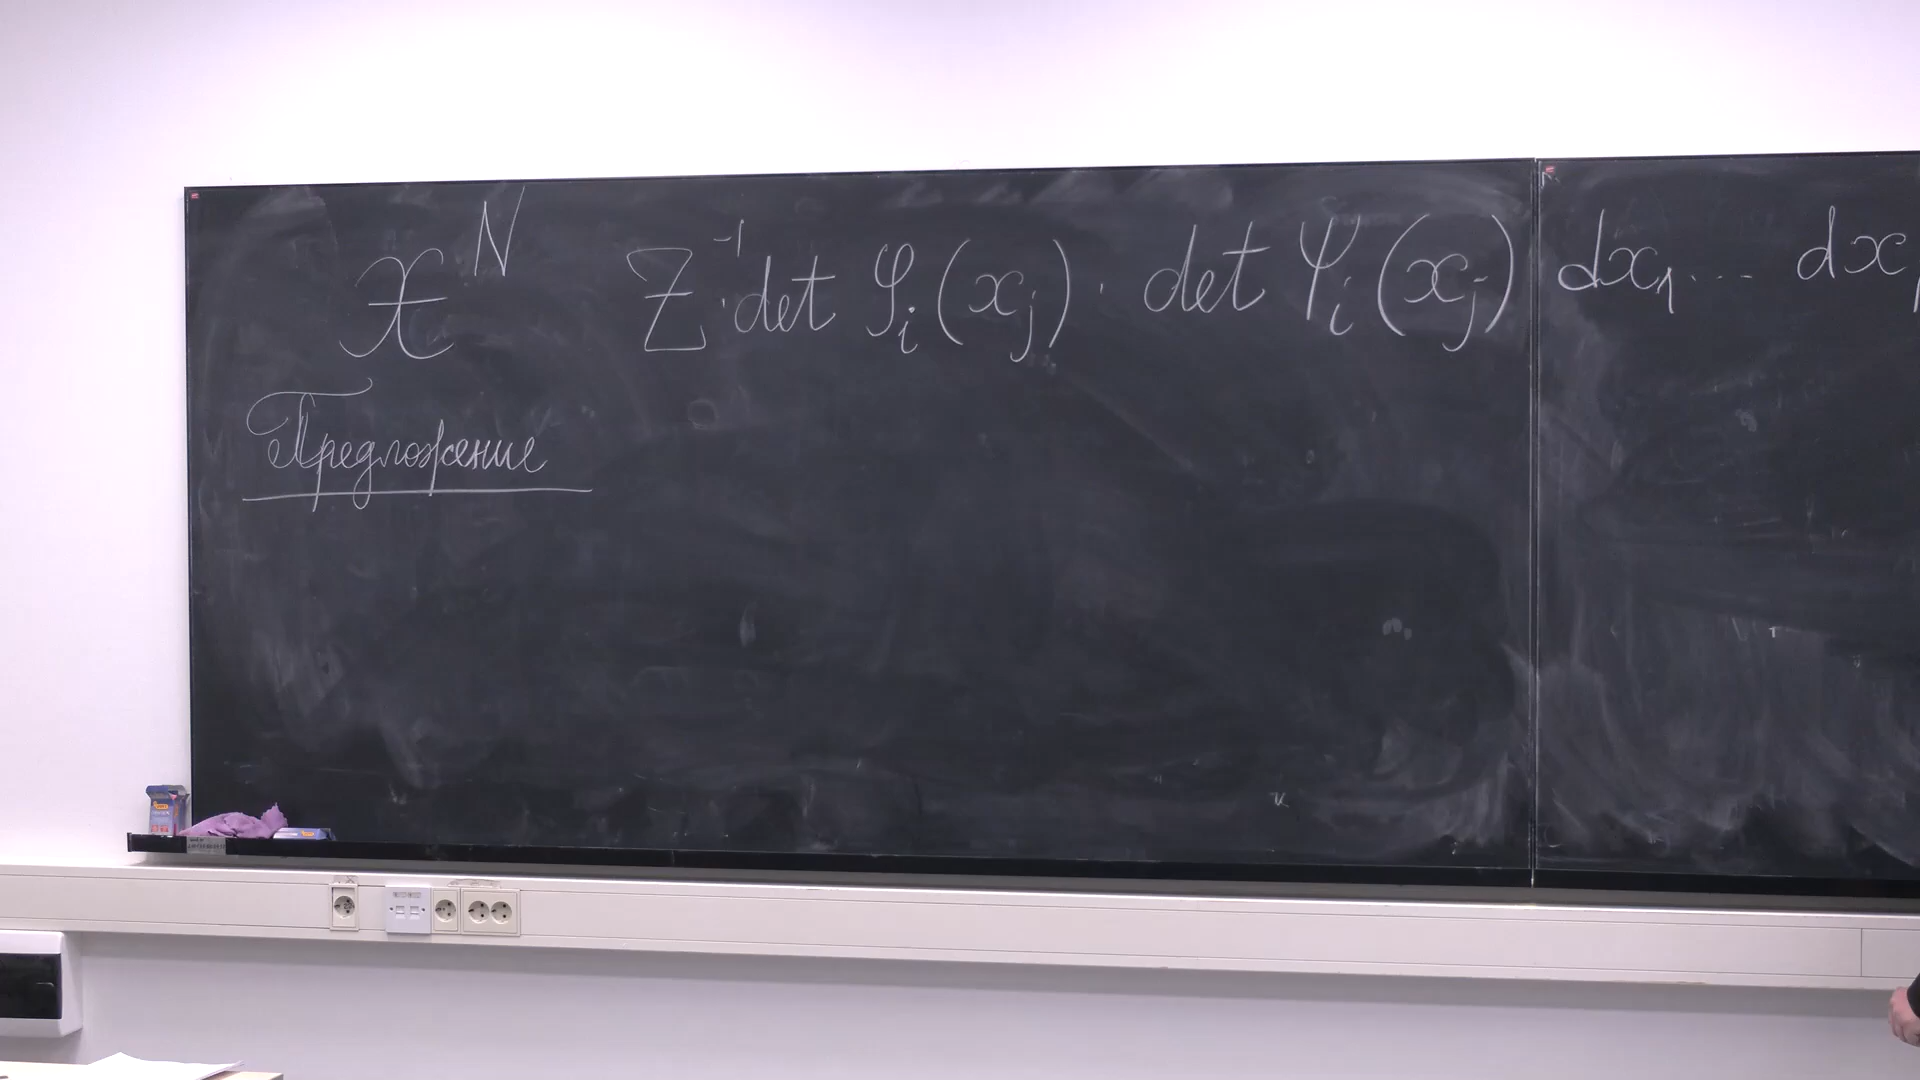 𝒳^N Z^{-1} · det φ_i(x_j) · det ψ_i(x_j) dx_1 ... dx
Предложение